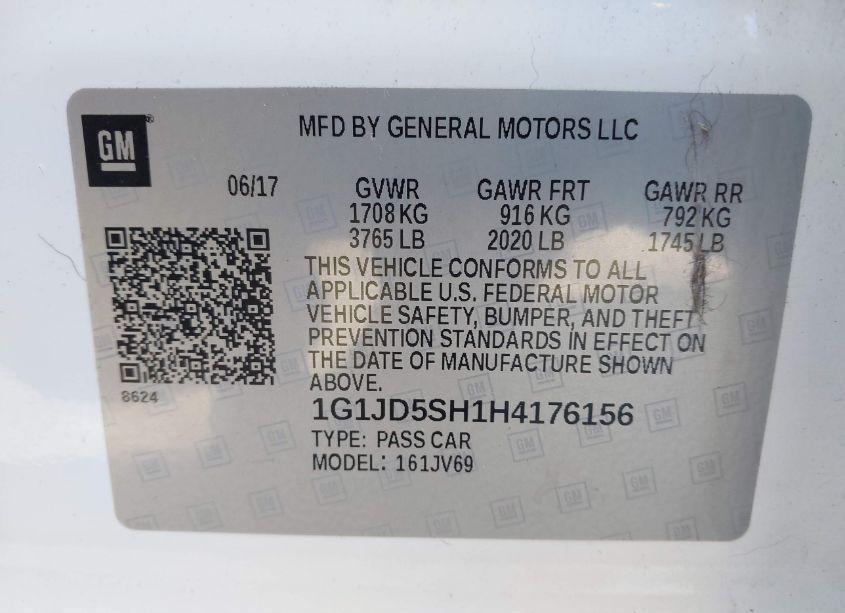 GM
MFD BY GENERAL MOTORS LLC
06/17 GVWR GAWR FRT GAWR RR
1708 KG 916 KG 792 KG
3765 LB 2020 LB 1745 LB
THIS VEHICLE CONFORMS TO ALL
APPLICABLE U.S. FEDERAL MOTOR
VEHICLE SAFETY, BUMPER, AND THEFT
PREVENTION STANDARDS IN EFFECT ON
THE DATE OF MANUFACTURE SHOWN
ABOVE.
8624
1G1JD5SH1H4176156
TYPE: PASS CAR
MODEL: 161JV69